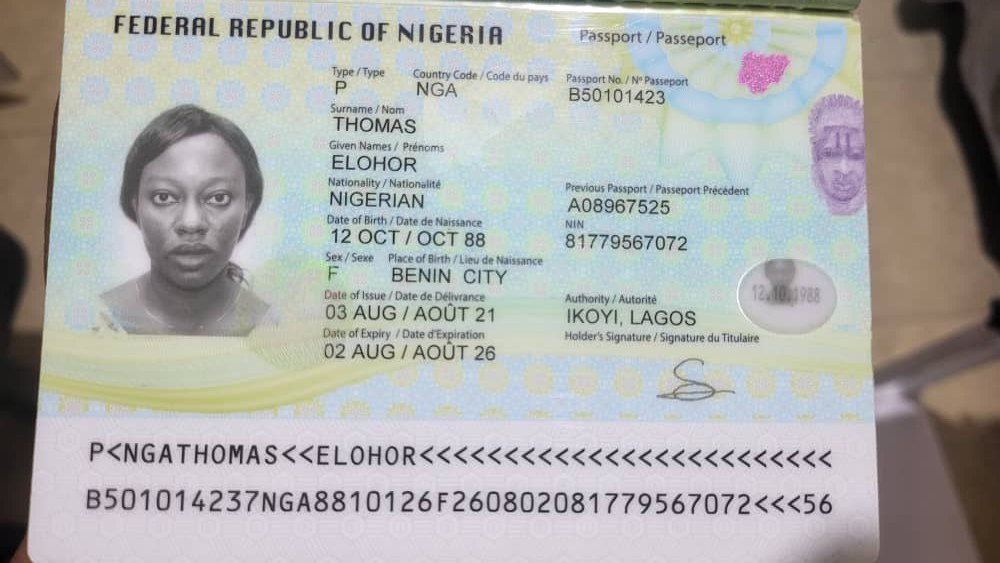 FEDERAL REPUBLIC OF NIGERIA
Passport / Passeport
Type / Type
P
Country Code / Code du pays
NGA
Passport No. / Nº Passeport
B50101423
Surname / Nom
THOMAS
Given Names / Prénoms
ELOHOR
Nationality / Nationalité
NIGERIAN
Previous Passport / Passeport Précédent
A08967525
Date of Birth / Date de Naissance
12 OCT / OCT 88
NIN
81779567072
Sex / Sexe
F
Place of Birth / Lieu de Naissance
BENIN CITY
Date of Issue / Date de Délivrance
03 AUG / AOÛT 21
Authority / Autorité
IKOYI, LAGOS
Date of Expiry / Date d'Expiration
02 AUG / AOÛT 26
Holder's Signature / Signature du Titulaire
12.10.1988
P<NGATHOMAS<<ELOHOR<<<<<<<<<<<<<<<<<<<<<<<<<
B501014237NGA8810126F260802081779567072<<<56